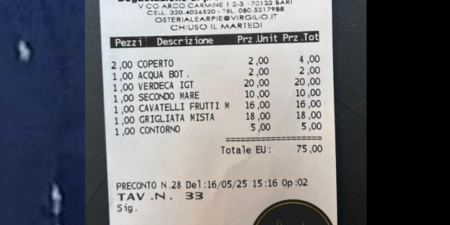 V.CO ARCO CARMINE 1 2-3 -70122 BARI
CELL. 320.4026520 - TEL. 080.5217988
OSTERIALEARPIE@VIRGILIO.IT
CHIUSO IL MARTEDI
Pezzi Descrizione Prz.Unit Prz.Tot
2,00 COPERTO 2,00 4,00
1,00 ACQUA BOT. 2,00 2,00
1,00 VERDECA IGT 20,00 20,00
1,00 SECONDO MARE 10,00 10,00
1,00 CAVATELLI FRUTTI M 16,00 16,00
1,00 GRIGLIATA MISTA 18,00 18,00
1,00 CONTORNO 5,00 5,00
Totale EU: 75,00
PRECONTO N.28 Del:16/05/25 15:16 Op:02
TAV.N. 33
Sig.